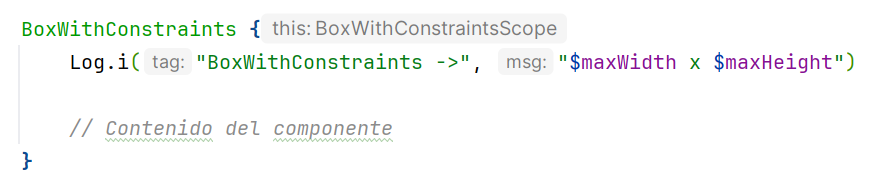 BoxWithConstraints { this: BoxWithConstraintsScope
Log.i( tag: "BoxWithConstraints ->", msg: "$maxWidth x $maxHeight")
// Contenido del componente
}